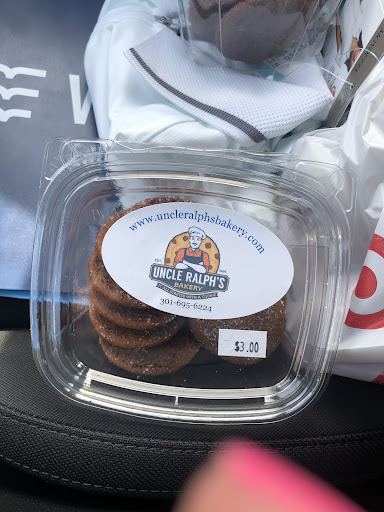 www.uncleralphsbakery.com
UNCLE RALPH'S
BAKERY
301-695-6224
$3.00